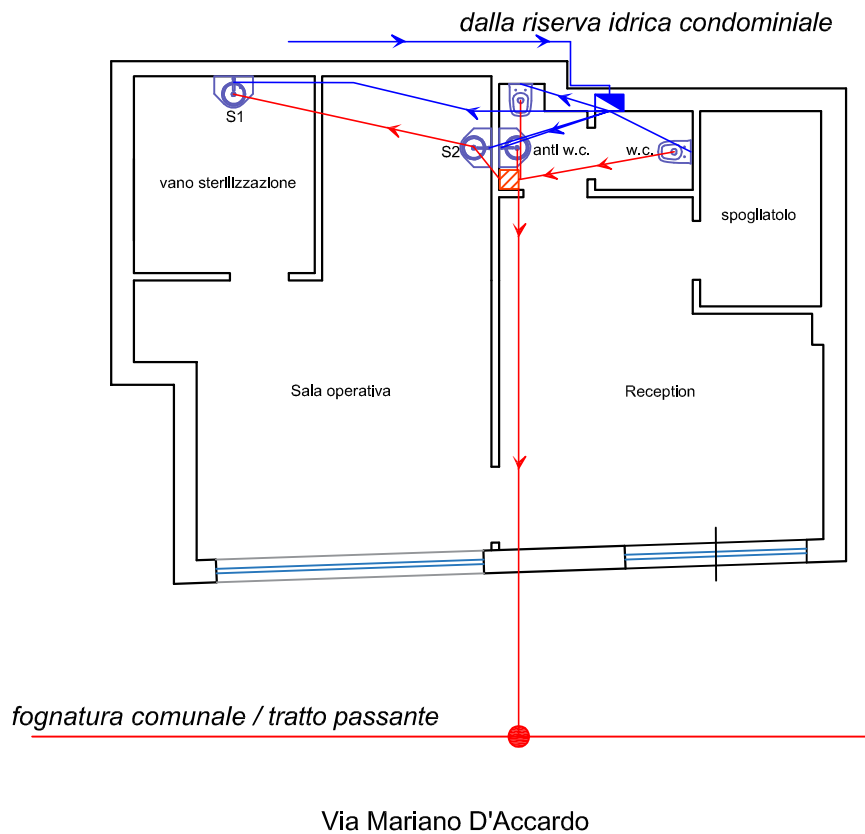 dalla riserva idrica condominiale
S1
S2
anti w.c.
w.c.
vano sterilizzazione
spogliatoio
Sala operativa
Reception
fognatura comunale / tratto passante
Via Mariano D'Accardo